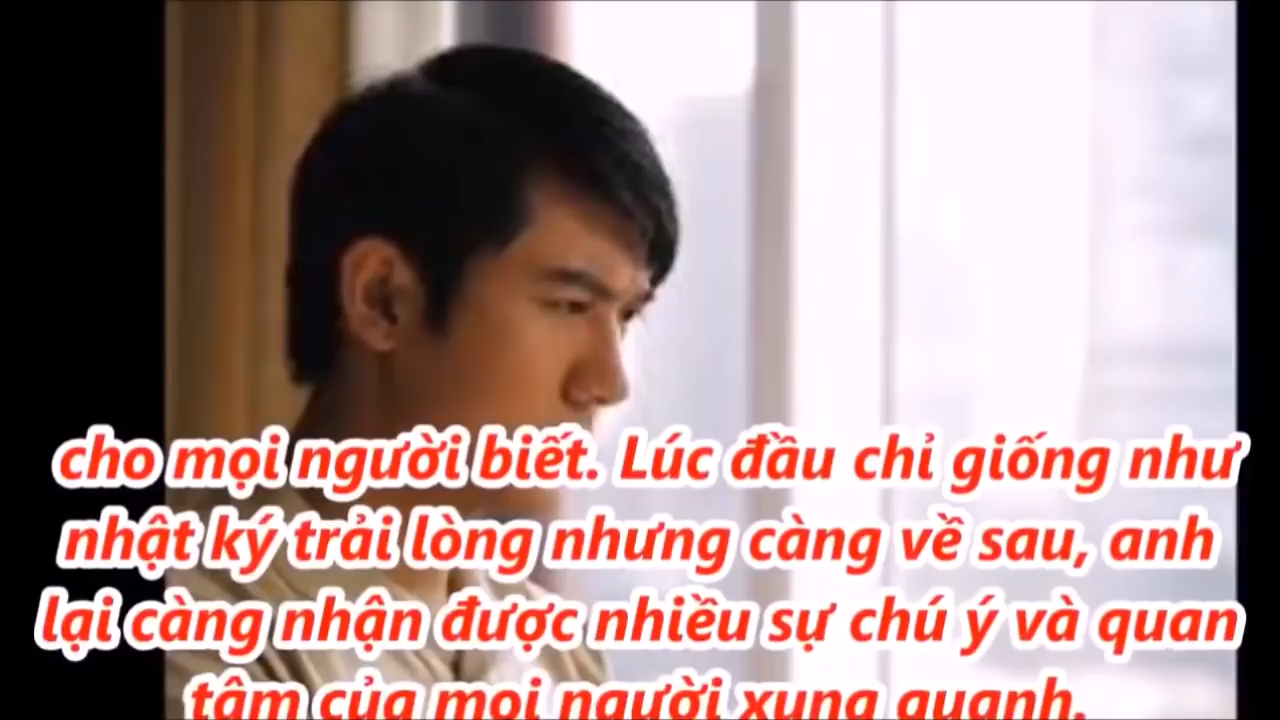 cho mọi người biết. Lúc đầu chỉ giống như
nhật ký trải lòng nhưng càng về sau, anh
lại càng nhận được nhiều sự chú ý và quan
tâm của mọi người xung quanh.